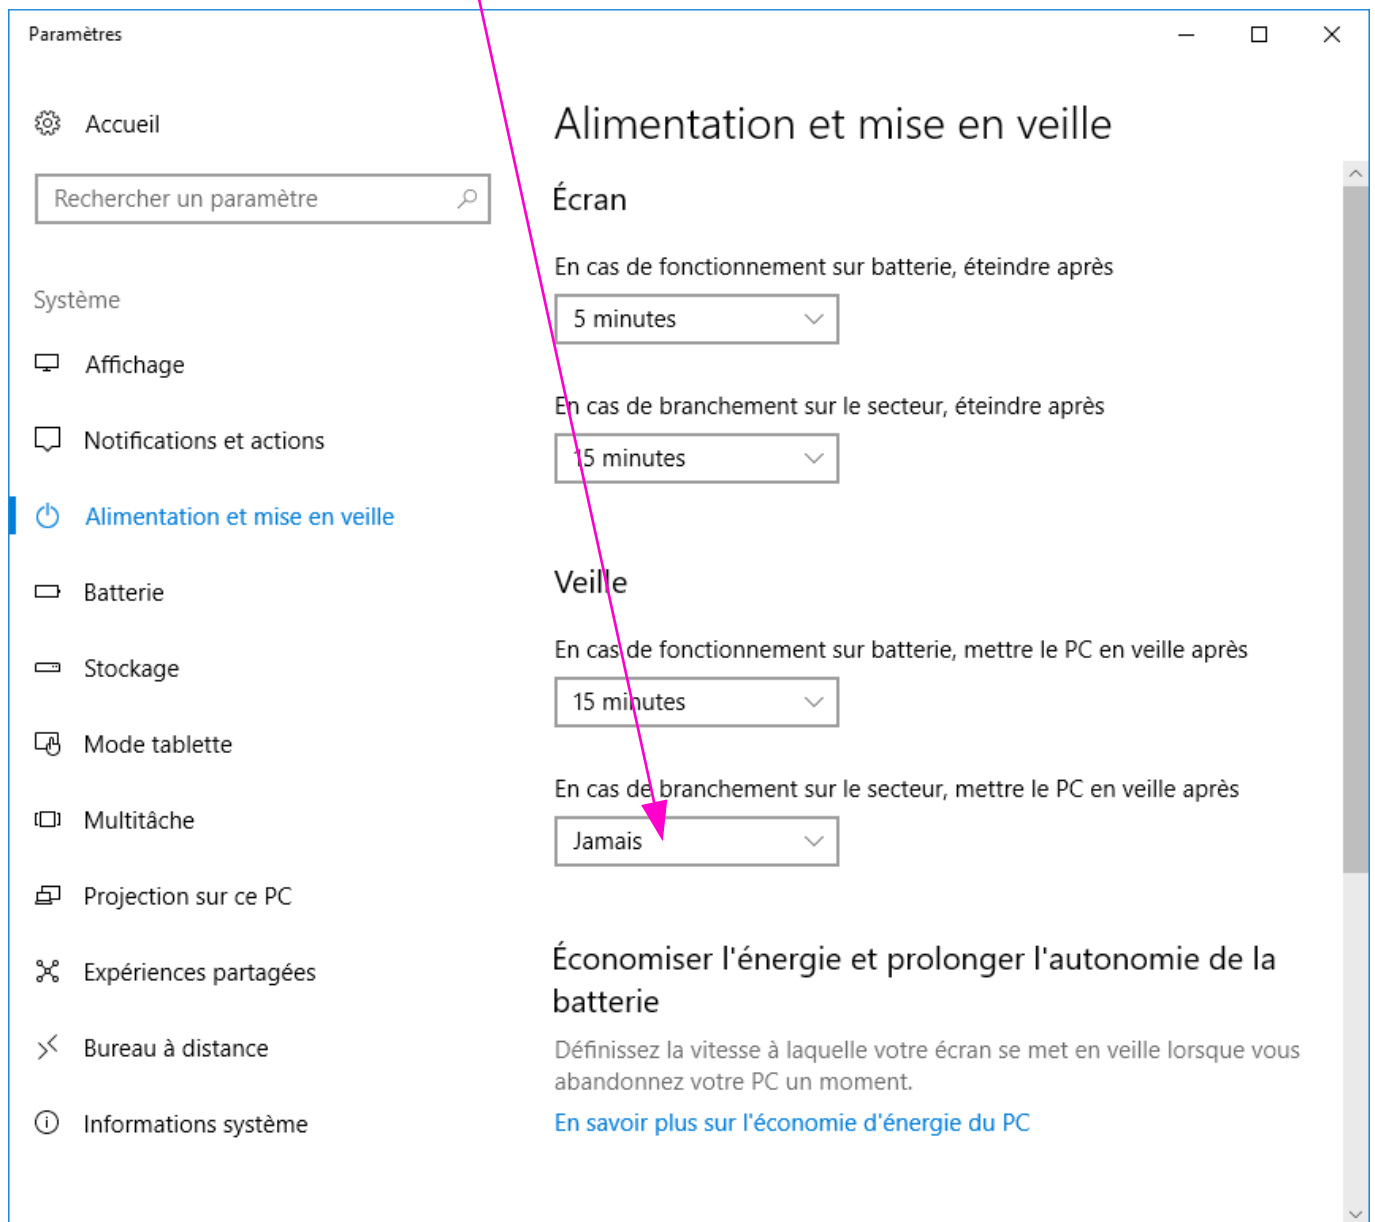 Paramètres
Accueil
Rechercher un paramètre
Système
Affichage
Notifications et actions
Alimentation et mise en veille
Batterie
Stockage
Mode tablette
Multitâche
Projection sur ce PC
Expériences partagées
Bureau à distance
Informations système
Alimentation et mise en veille
Écran
En cas de fonctionnement sur batterie, éteindre après
5 minutes
En cas de branchement sur le secteur, éteindre après
15 minutes
Veille
En cas de fonctionnement sur batterie, mettre le PC en veille après
15 minutes
En cas de branchement sur le secteur, mettre le PC en veille après
Jamais
Économiser l'énergie et prolonger l'autonomie de la
batterie
Définissez la vitesse à laquelle votre écran se met en veille lorsque vous
abandonnez votre PC un moment.
En savoir plus sur l'économie d'énergie du PC